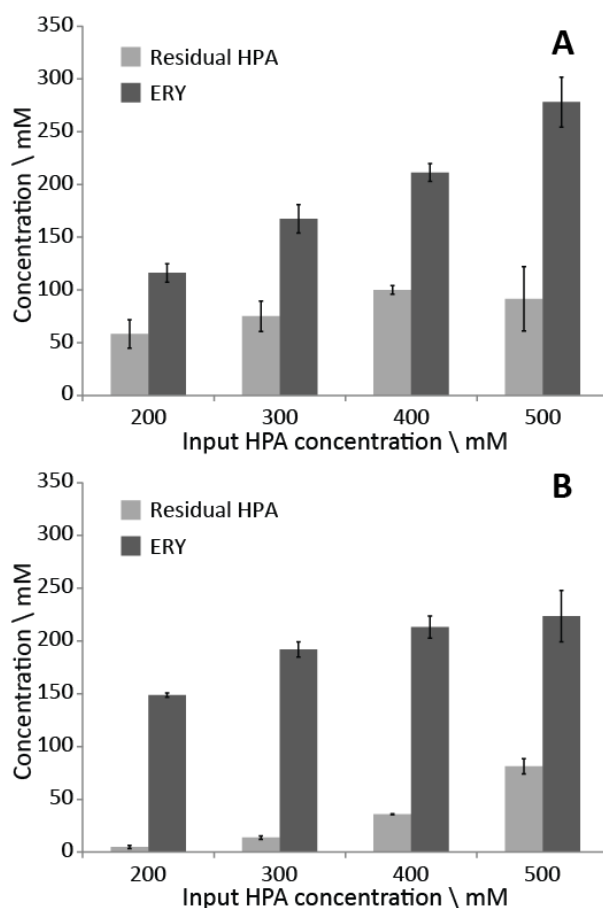 A
Residual HPA
ERY
Concentration \ mM
350
300
250
200
150
100
50
0
200 300 400 500
Input HPA concentration \ mM
B
Residual HPA
ERY
Concentration \ mM
350
300
250
200
150
100
50
0
200 300 400 500
Input HPA concentration \ mM